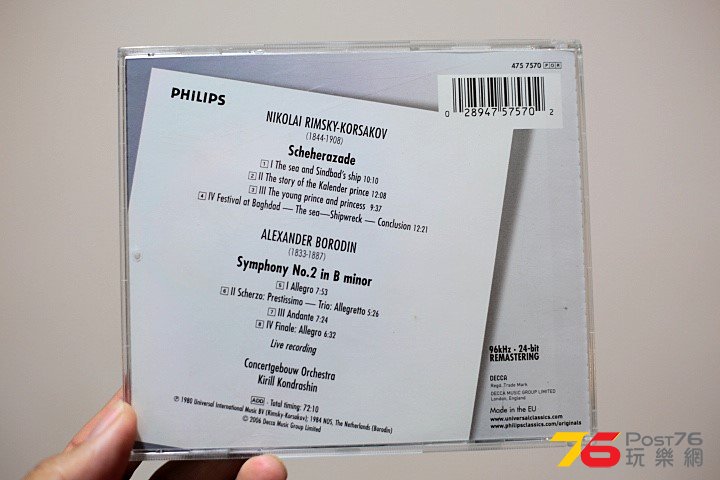 475 7570 POR
0 28947 57570 2
PHILIPS
NIKOLAI RIMSKY-KORSAKOV
(1844-1908)
Scheherazade
1 I The sea and Sindbad's ship 10:10
2 II The story of the Kalender prince 12:08
3 III The young prince and princess 9:37
4 IV Festival at Baghdad — The sea—Shipwreck — Conclusion 12:21
ALEXANDER BORODIN
(1833-1887)
Symphony No.2 in B minor
5 I Allegro 7:53
6 II Scherzo: Prestissimo — Trio: Allegretto 5:26
7 III Andante 7:24
8 IV Finale: Allegro 6:32
Live recording
Concertgebouw Orchestra
Kirill Kondrashin
ADD · Total timing: 72:10
℗ 1980 Universal International Music BV (Rimsky-Korsakov); 1984 NOS, The Netherlands (Borodin)
© 2006 Decca Music Group Limited
96kHz · 24-bit
REMASTERING
DECCA
Regd. Trade Mark
DECCA MUSIC GROUP LIMITED
London, England
Made in the EU
www.universalclassics.com
www.philipsclassics.com/originals
76 Post76
玩樂網